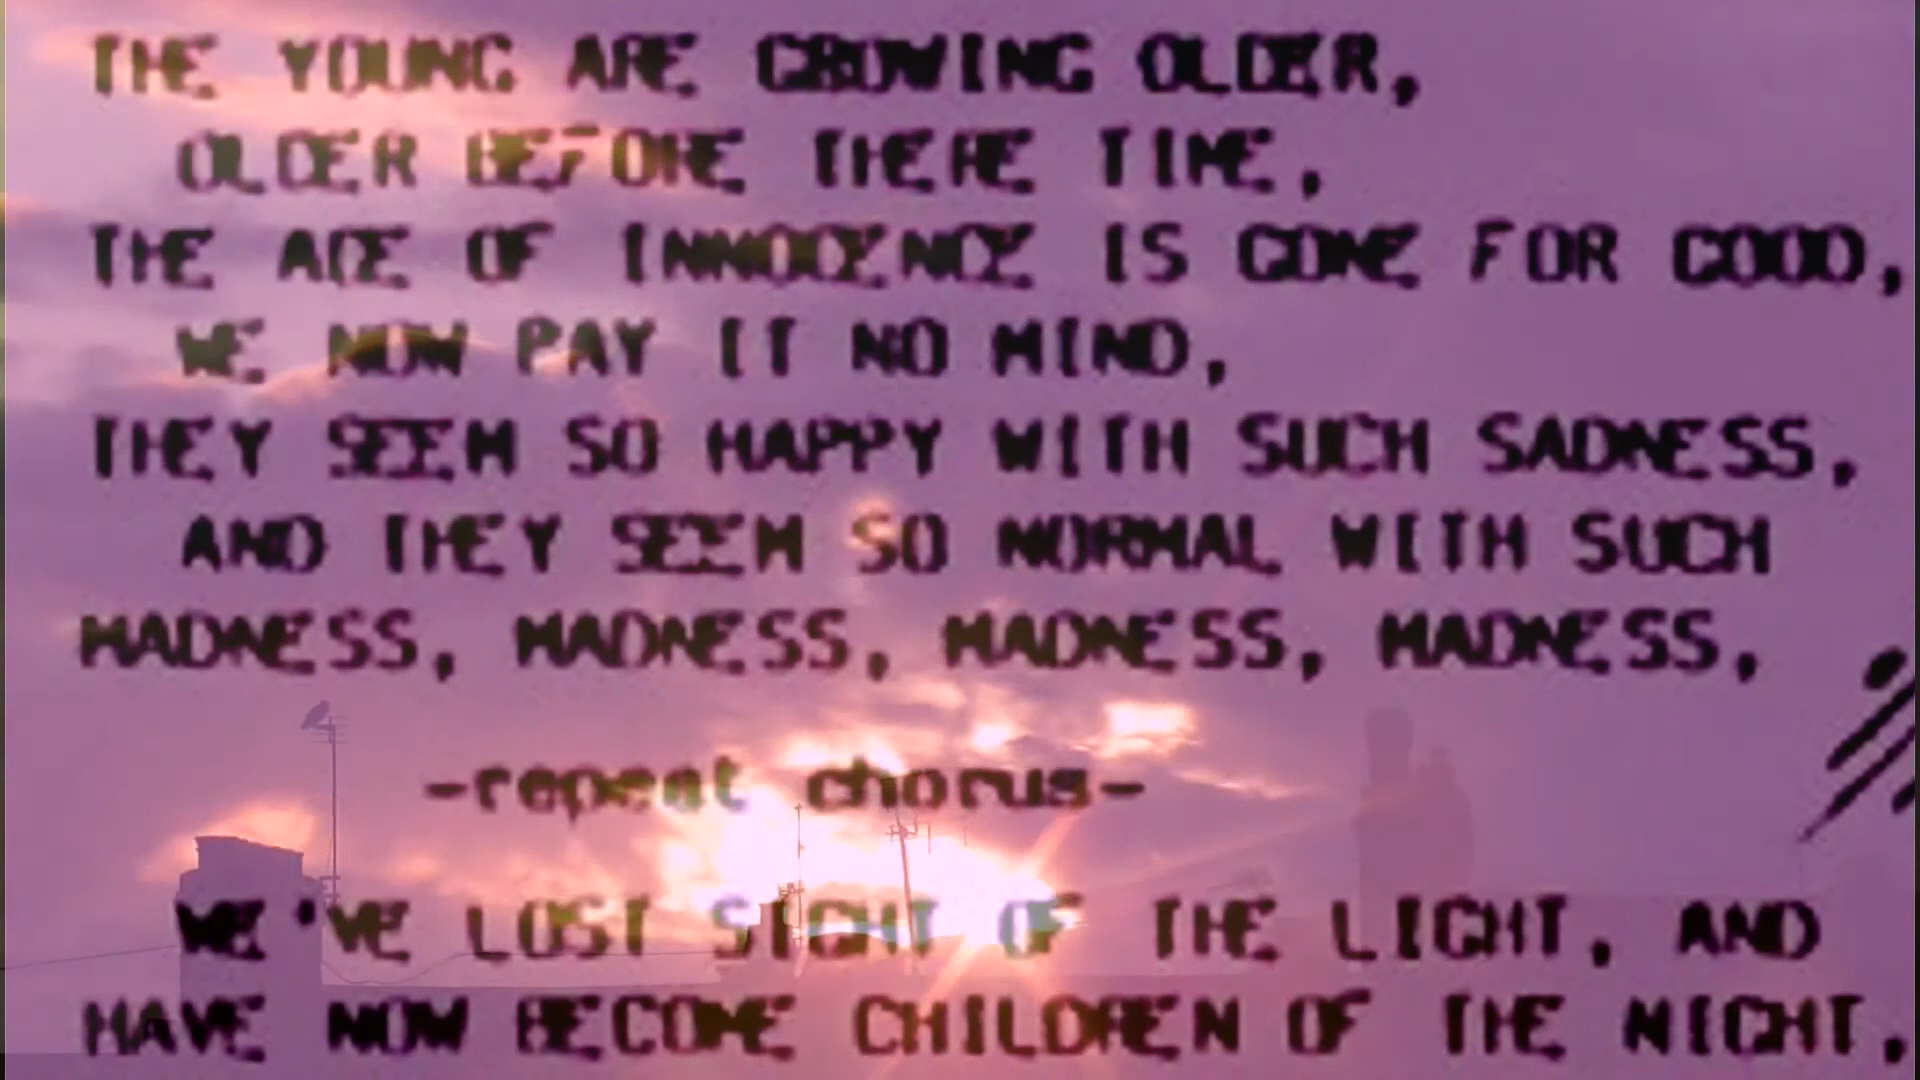 THE YOUNG ARE GROWING OLDER,
OLDER BEFORE THERE TIME,
THE AGE OF INNOCENCE IS GONE FOR GOOD,
WE NOW PAY IT NO MIND,
THEY SEEM SO HAPPY WITH SUCH SADNESS,
AND THEY SEEM SO NORMAL WITH SUCH
MADNESS, MADNESS, MADNESS, MADNESS,
-repeat chorus-
WE'VE LOST SIGHT OF THE LIGHT, AND
HAVE NOW BECOME CHILDREN OF THE NIGHT,